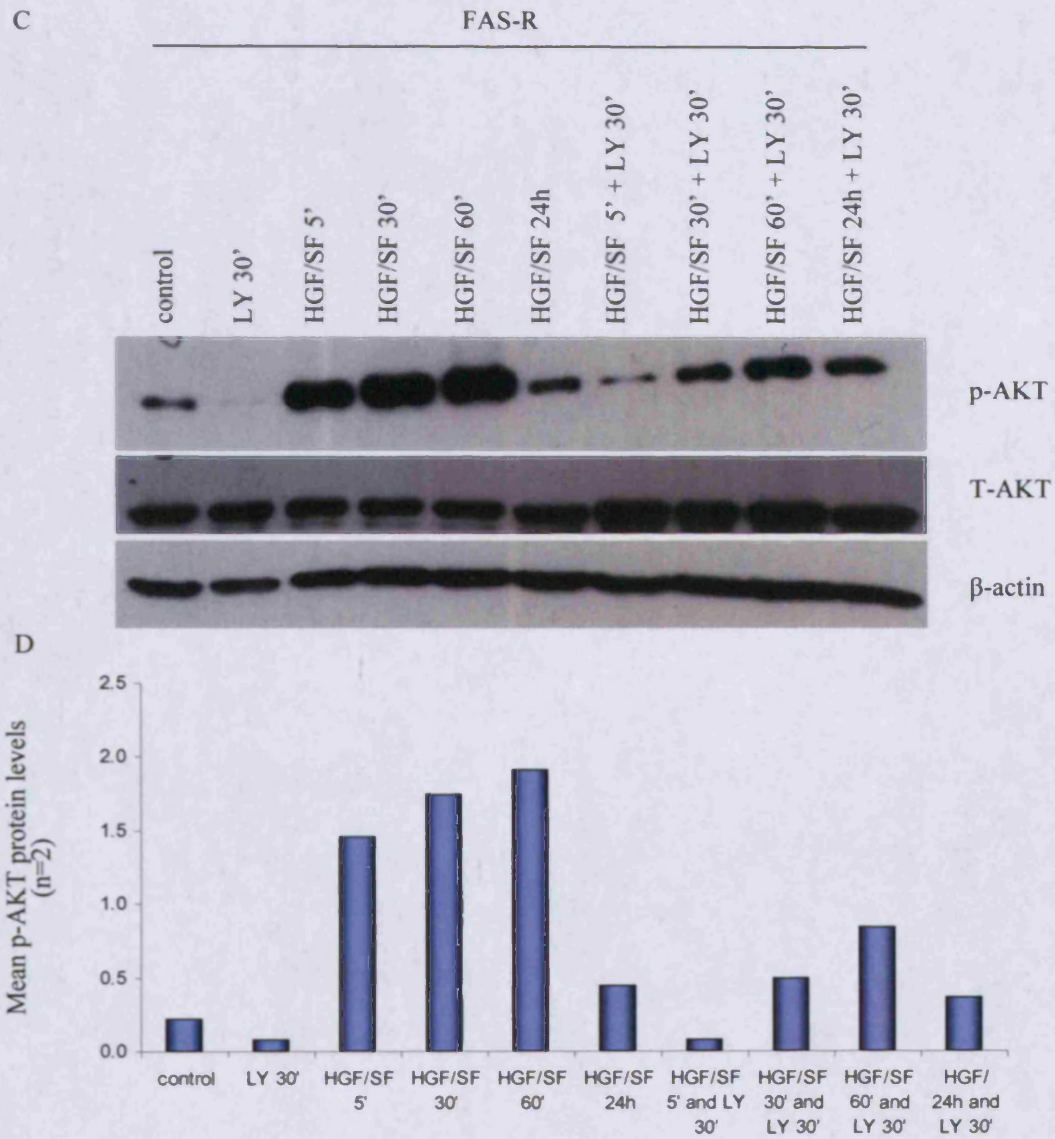 C
FAS-R
control
LY 30’
HGF/SF 5’
HGF/SF 30’
HGF/SF 60’
HGF/SF 24h
HGF/SF 5’ + LY 30’
HGF/SF 30’ + LY 30’
HGF/SF 60’ + LY 30’
HGF/SF 24h + LY 30’
p-AKT
T-AKT
β-actin
D
Mean p-AKT protein levels
(n=2)
2.5
2.0
1.5
1.0
0.5
0.0
control
LY 30'
HGF/SF
5'
HGF/SF
30'
HGF/SF
60'
HGF/SF
24h
HGF/SF
5' and LY
30'
HGF/SF
30' and
LY 30'
HGF/SF
60' and
LY 30'
HGF/
24h and
LY 30'